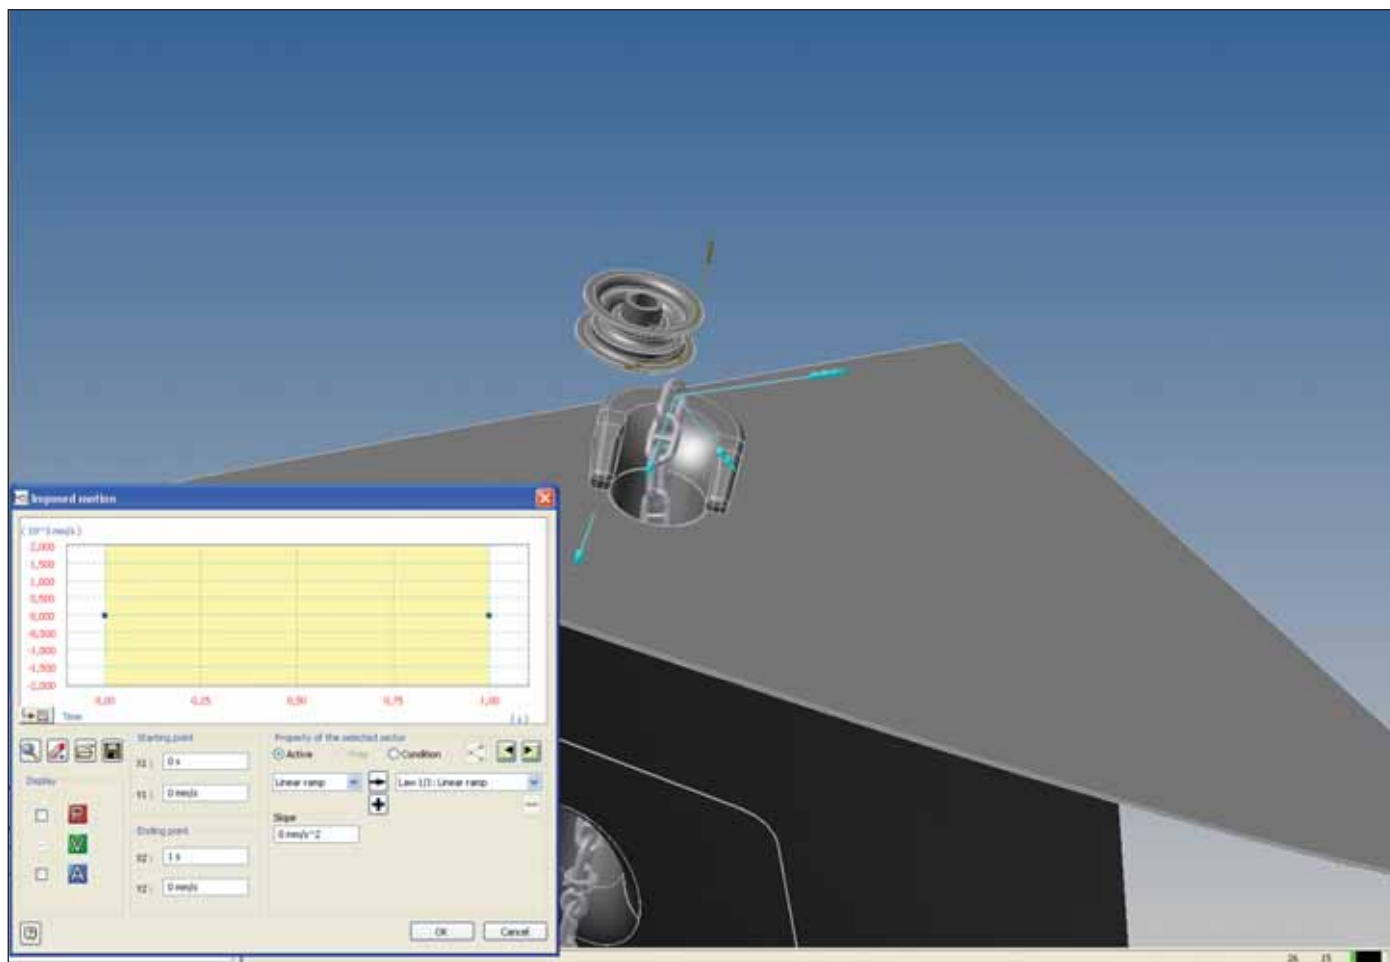 Imposed motion
2,000
1,500
1,000
0,500
0,000
-0,500
-1,000
-1,500
-2,000
0,00 0,25 0,50 0,75 1,00
Time ( s )
Starting point
X1 : 0 s
Y1 : 0 mm/s
Ending point
X2 : 1 s
Y2 : 0 mm/s
Property of the selected sector
Active Condition
Linear ramp Law 1/1: Linear ramp
Slope
0 mm/s^2
Display
P
V
A
OK Cancel
26 15